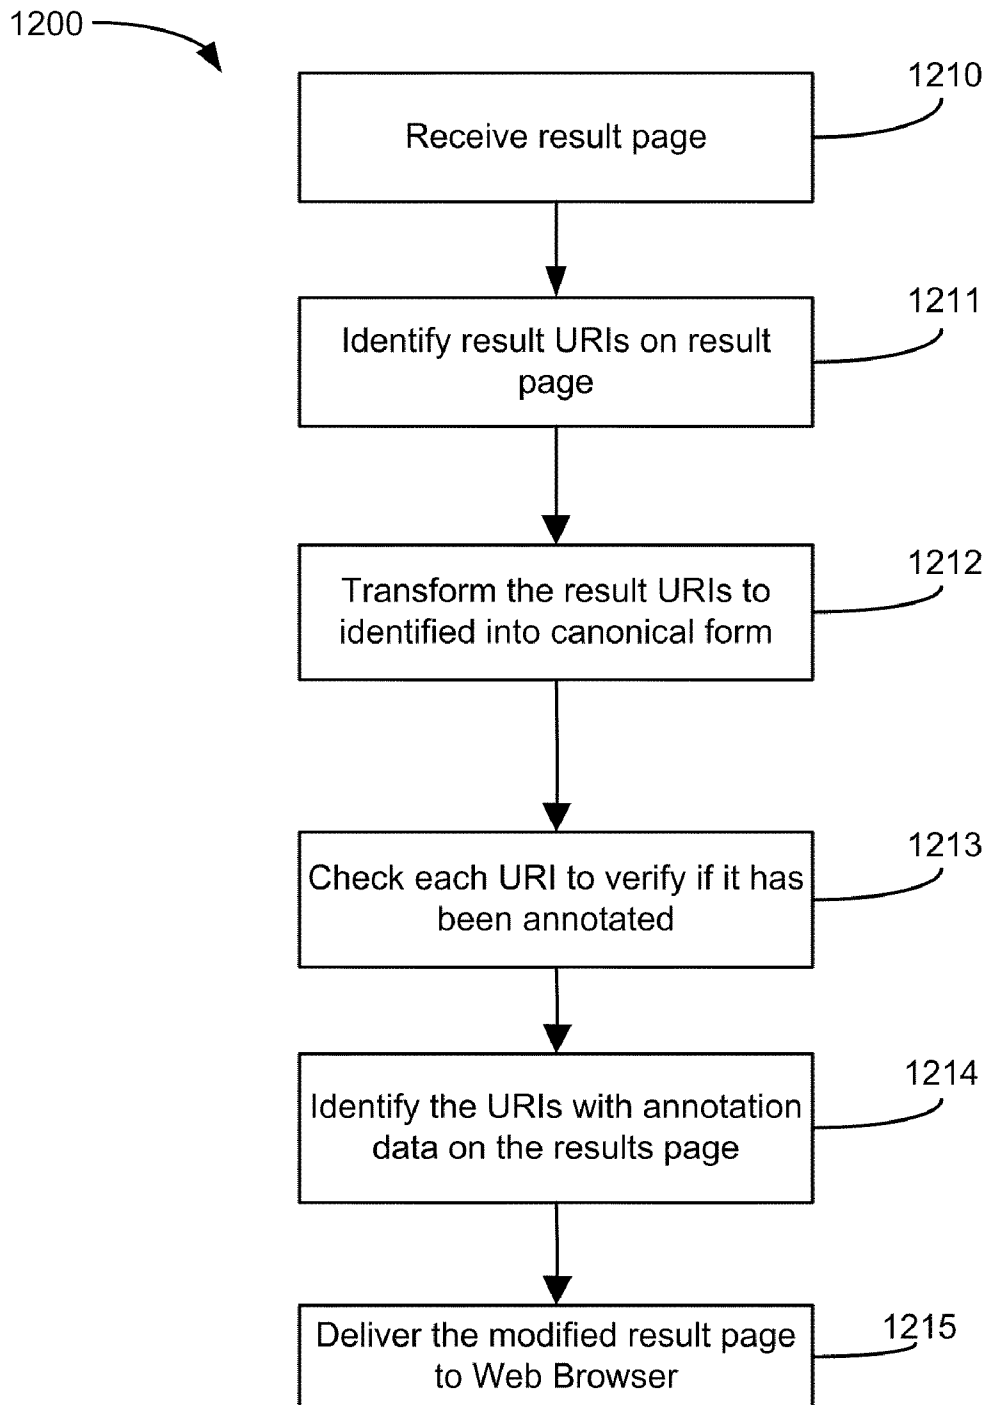 1200
1210
Receive result page
1211
Identify result URIs on result
page
1212
Transform the result URIs to
identified into canonical form
1213
Check each URI to verify if it has
been annotated
1214
Identify the URIs with annotation
data on the results page
1215
Deliver the modified result page
to Web Browser